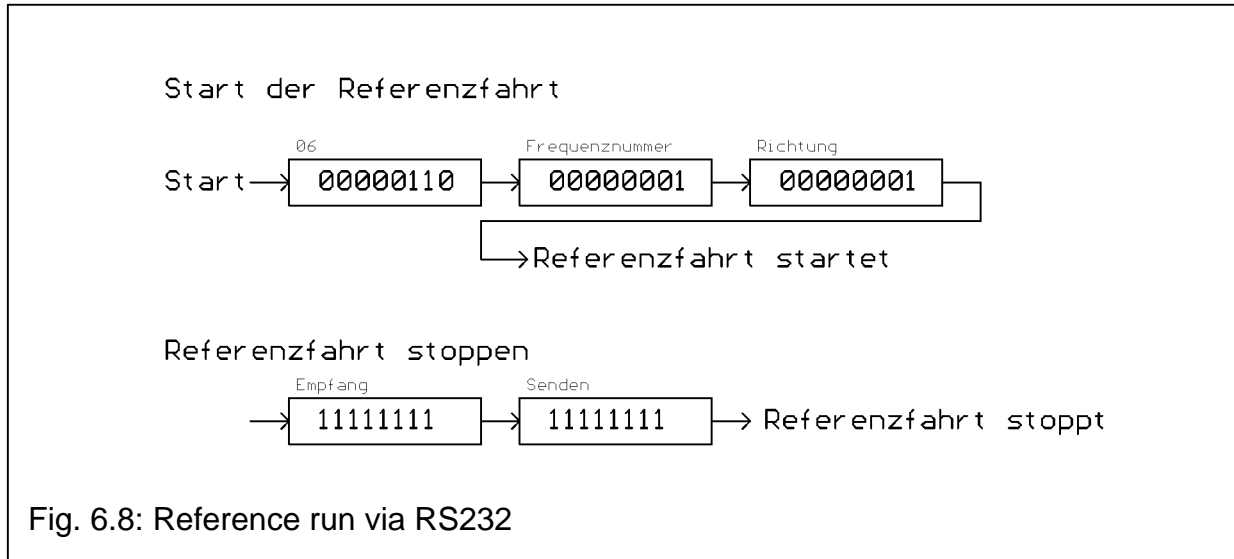 Start der Referenzfahrt
06 Frequenznummer Richtung
Start 00000110 00000001 00000001
Referenzfahrt startet
Referenzfahrt stoppen
Empfang Senden
11111111 11111111 Referenzfahrt stoppt
Fig. 6.8: Reference run via RS232